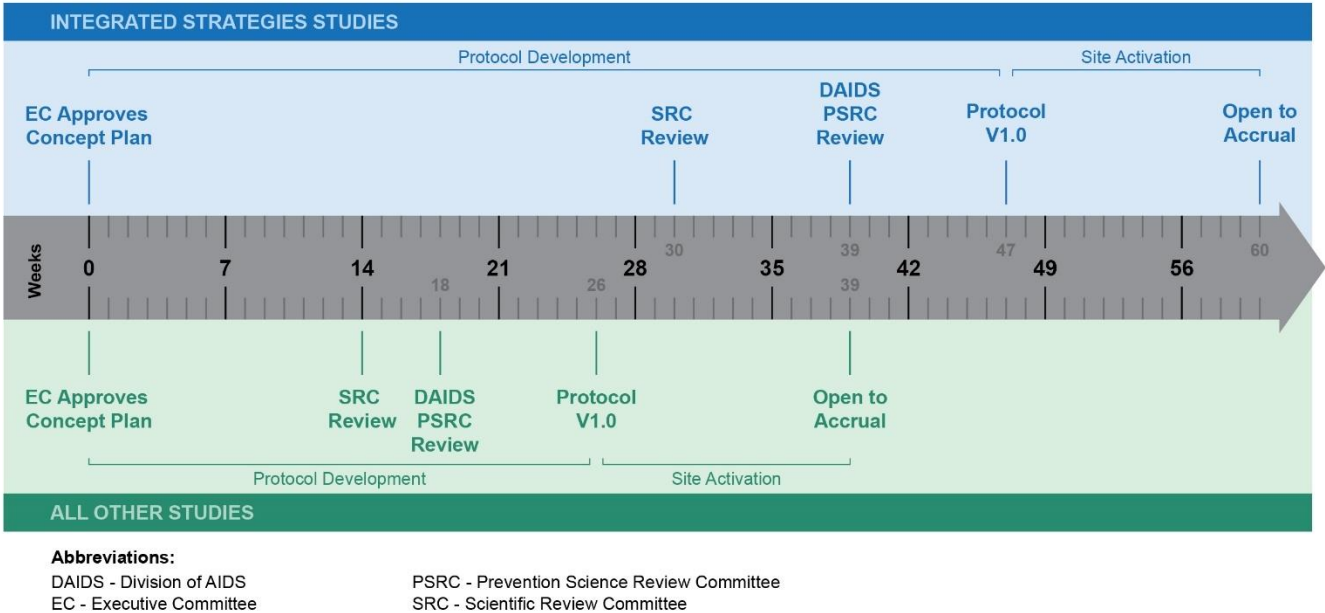 INTEGRATED STRATEGIES STUDIES
Protocol Development
Site Activation
EC Approves
Concept Plan
SRC
Review
DAIDS
PSRC
Review
Protocol
V1.0
Open to
Accrual
Weeks
30
39
47
60
0
7
14
21
28
35
42
49
56
18
26
39
EC Approves
Concept Plan
SRC
Review
DAIDS
PSRC
Review
Protocol
V1.0
Open to
Accrual
Protocol Development
Site Activation
ALL OTHER STUDIES
Abbreviations:
DAIDS - Division of AIDS
PSRC - Prevention Science Review Committee
EC - Executive Committee
SRC - Scientific Review Committee